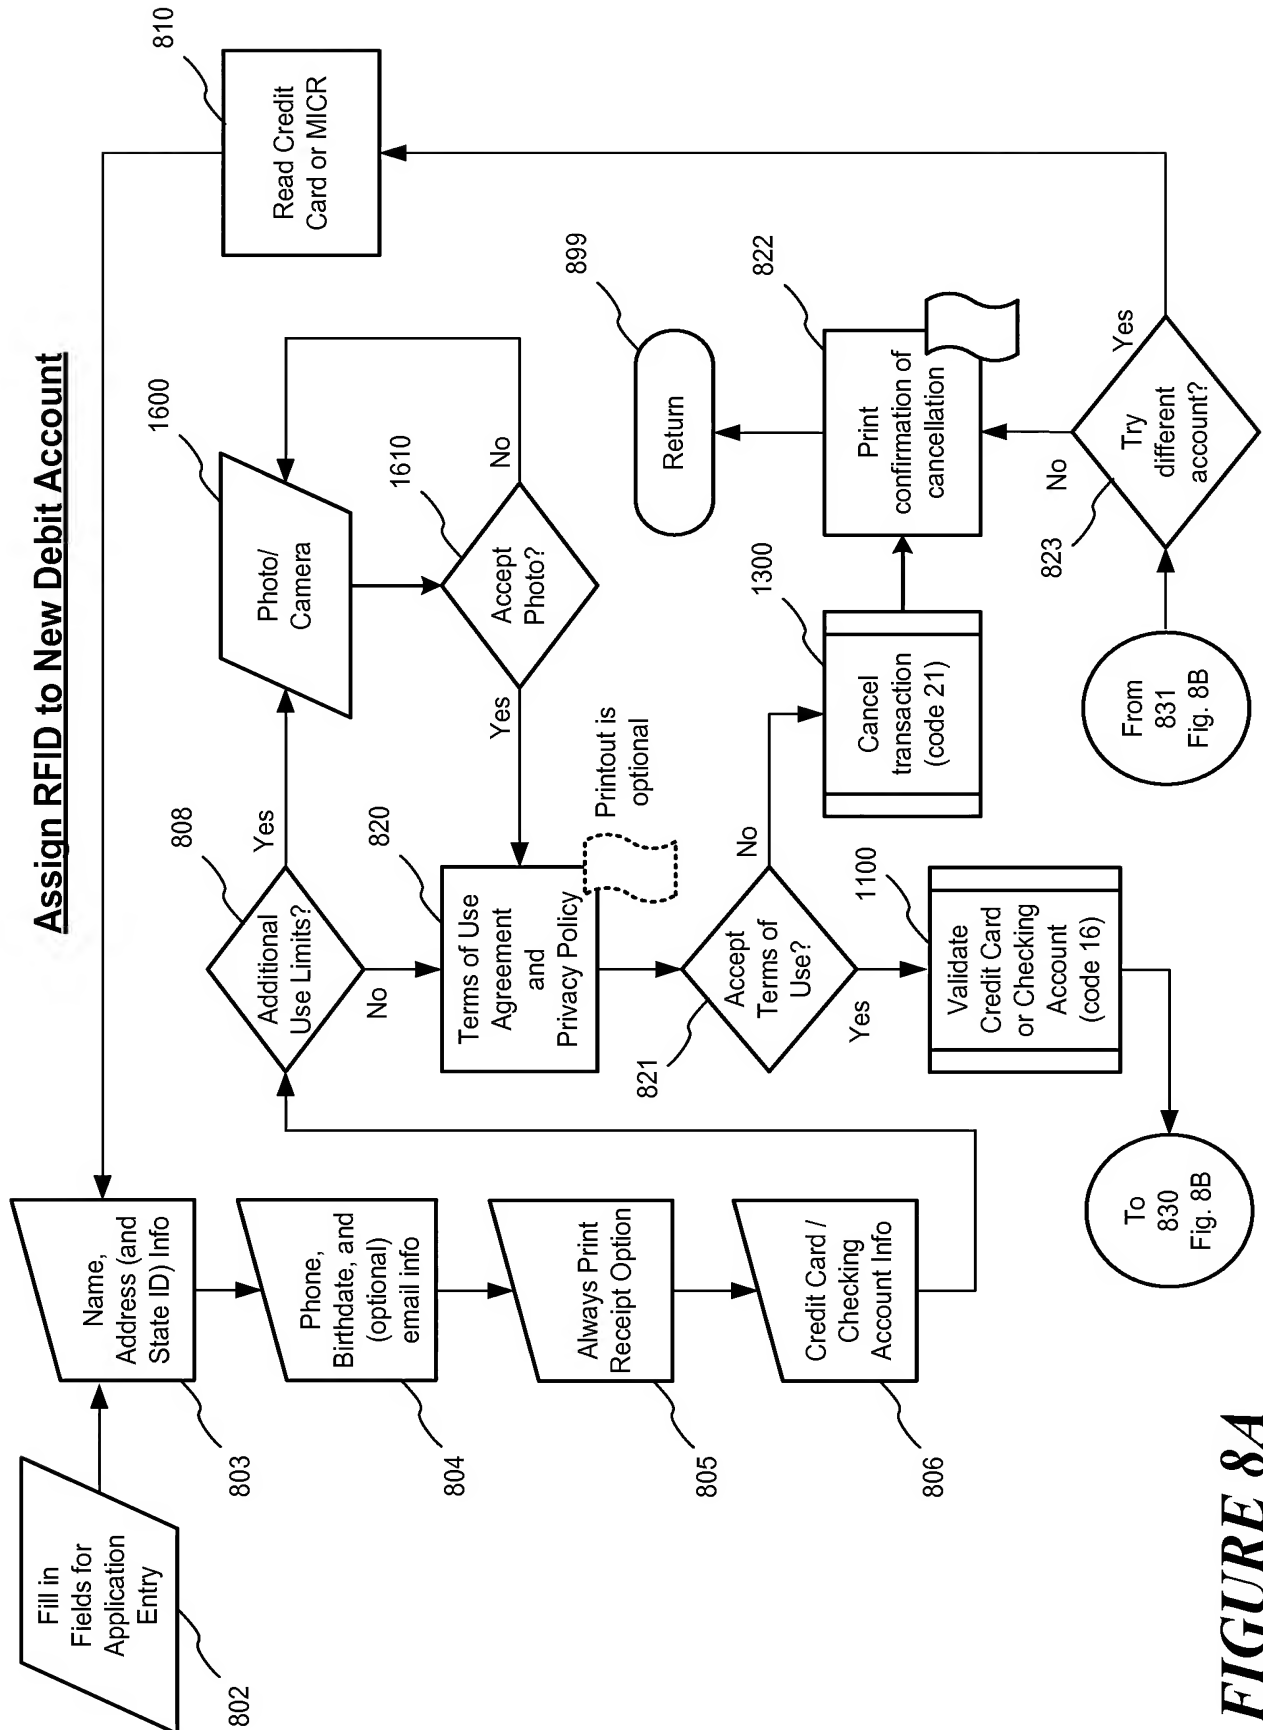 Assign RFID to New Debit Account
Fill in
Fields for
Application
Entry
802
Name,
Address (and
State ID) Info
803
Phone,
Birthdate, and
(optional)
email info
804
Always Print
Receipt Option
805
Credit Card /
Checking
Account Info
806
Additional
Use Limits?
808
Yes
No
Photo/
Camera
1600
Accept
Photo?
1610
No
Yes
Read Credit
Card or MICR
810
Terms of Use
Agreement
and
Privacy Policy
820
Printout is
optional
Accept
Terms of
Use?
821
No
Yes
Cancel
transaction
(code 21)
1300
Print
confirmation of
cancellation
822
Return
899
Validate
Credit Card
or Checking
Account
(code 16)
1100
To
830
Fig. 8B
From
831
Fig. 8B
Try
different
account?
823
No
Yes
FIGURE 8A